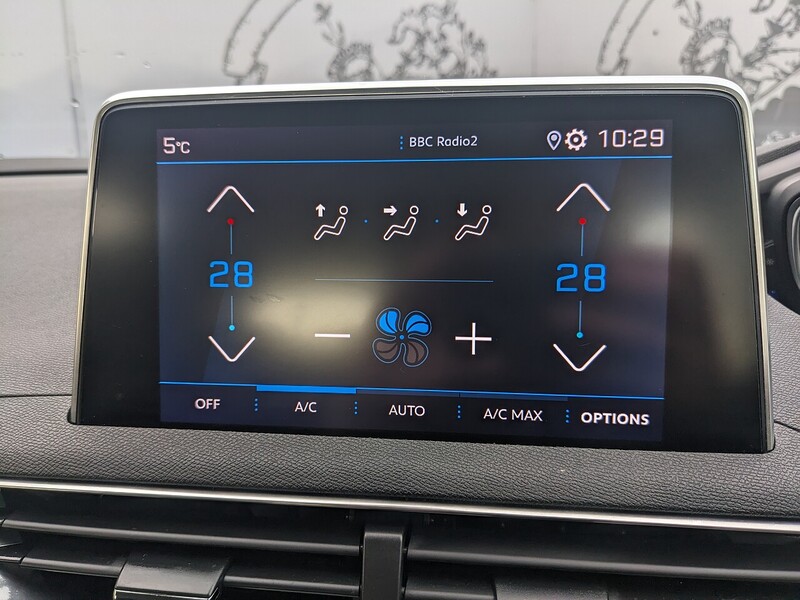 5°C
BBC Radio2
10:29
28
28
OFF
A/C
AUTO
A/C MAX
OPTIONS